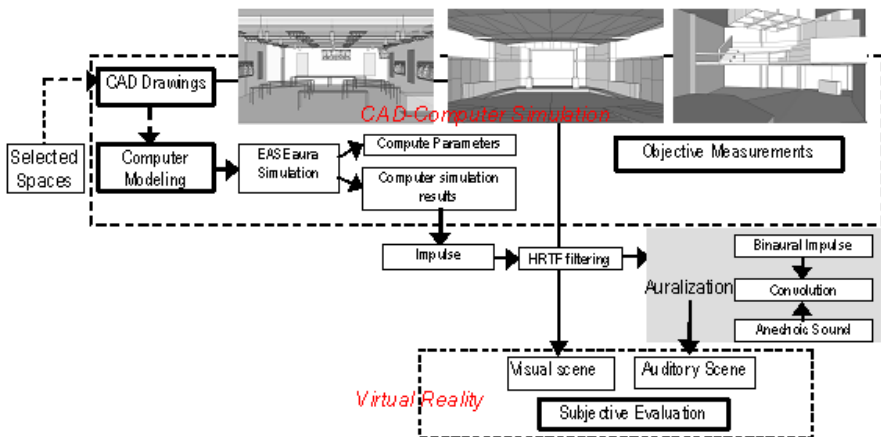 CAD Drawings
CAD-Computer Simulation
Selected
Spaces
Computer
Modeling
EASEaura
Simulation
Compute Parameters
Computer simulation
results
Objective Measurements
Impulse
HRTF filtering
Auralization
Binaural Impulse
Convolution
Anechoic Sound
Visual scene
Auditory Scene
Virtual Reality
Subjective Evaluation